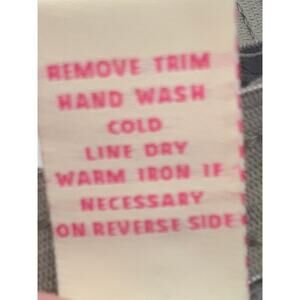 REMOVE TRIM
HAND WASH
COLD
LINE DRY
WARM IRON IF
NECESSARY
ON REVERSE SIDE